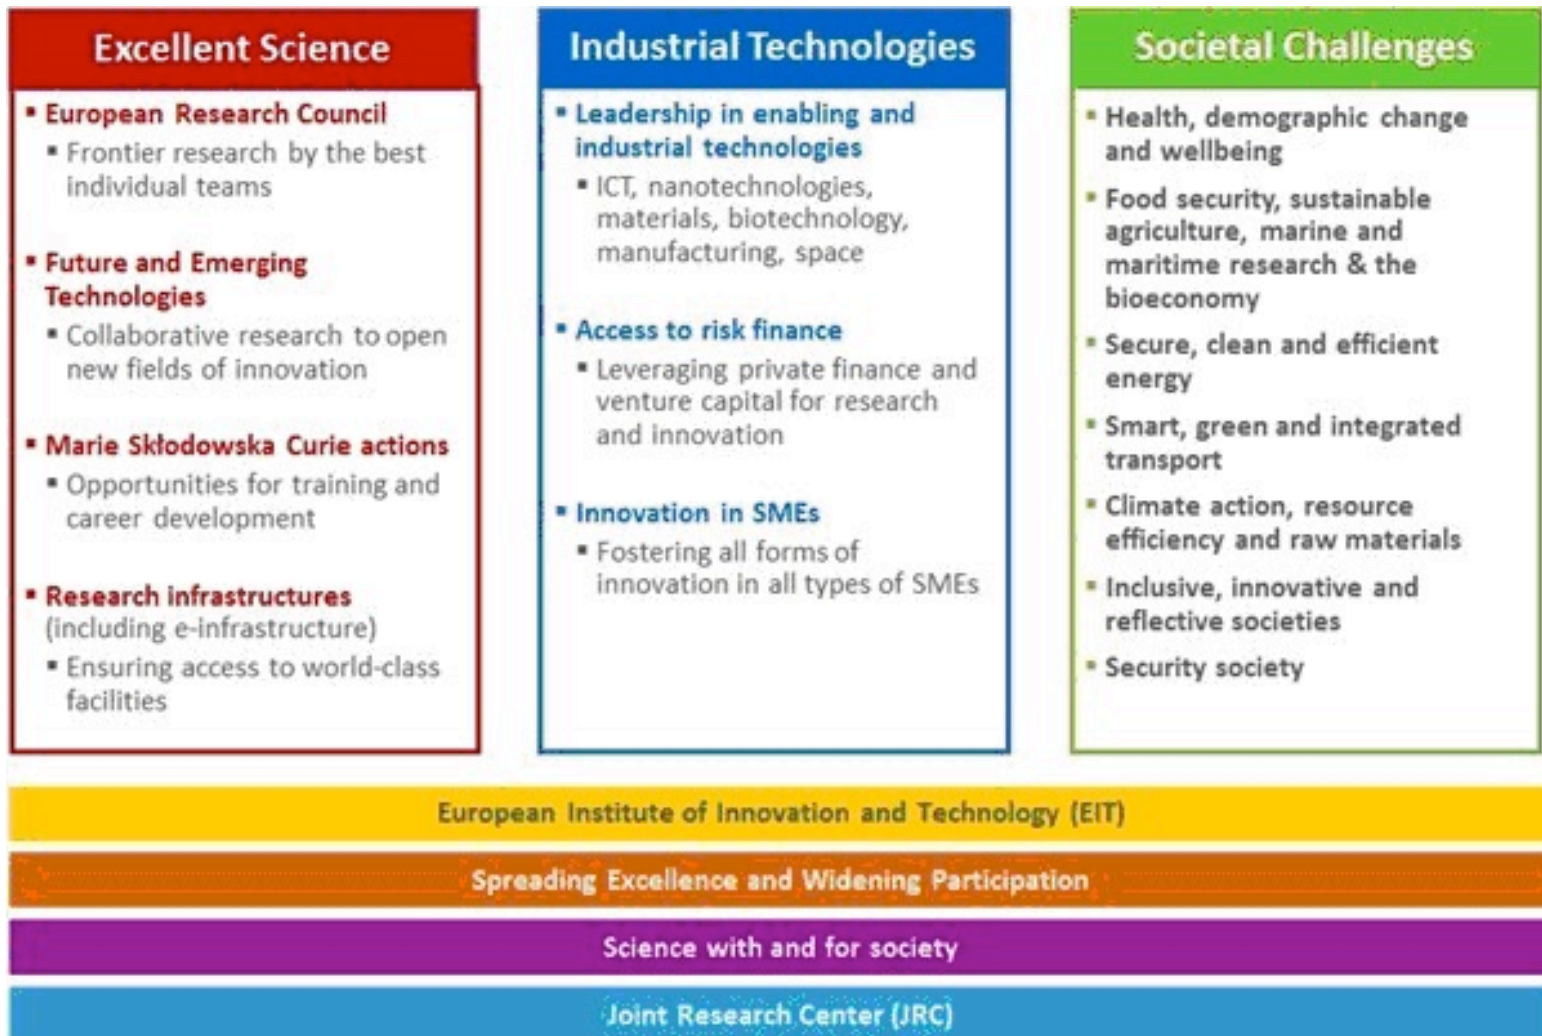 Excellent Science
▪ European Research Council
▪ Frontier research by the best
individual teams
▪ Future and Emerging
Technologies
▪ Collaborative research to open
new fields of innovation
▪ Marie Skłodowska Curie actions
▪ Opportunities for training and
career development
▪ Research infrastructures
(including e-infrastructure)
▪ Ensuring access to world-class
facilities
Industrial Technologies
▪ Leadership in enabling and
industrial technologies
▪ ICT, nanotechnologies,
materials, biotechnology,
manufacturing, space
▪ Access to risk finance
▪ Leveraging private finance and
venture capital for research
and innovation
▪ Innovation in SMEs
▪ Fostering all forms of
innovation in all types of SMEs
Societal Challenges
▪ Health, demographic change
and wellbeing
▪ Food security, sustainable
agriculture, marine and
maritime research & the
bioeconomy
▪ Secure, clean and efficient
energy
▪ Smart, green and integrated
transport
▪ Climate action, resource
efficiency and raw materials
▪ Inclusive, innovative and
reflective societies
▪ Security society
European Institute of Innovation and Technology (EIT)
Spreading Excellence and Widening Participation
Science with and for society
Joint Research Center (JRC)